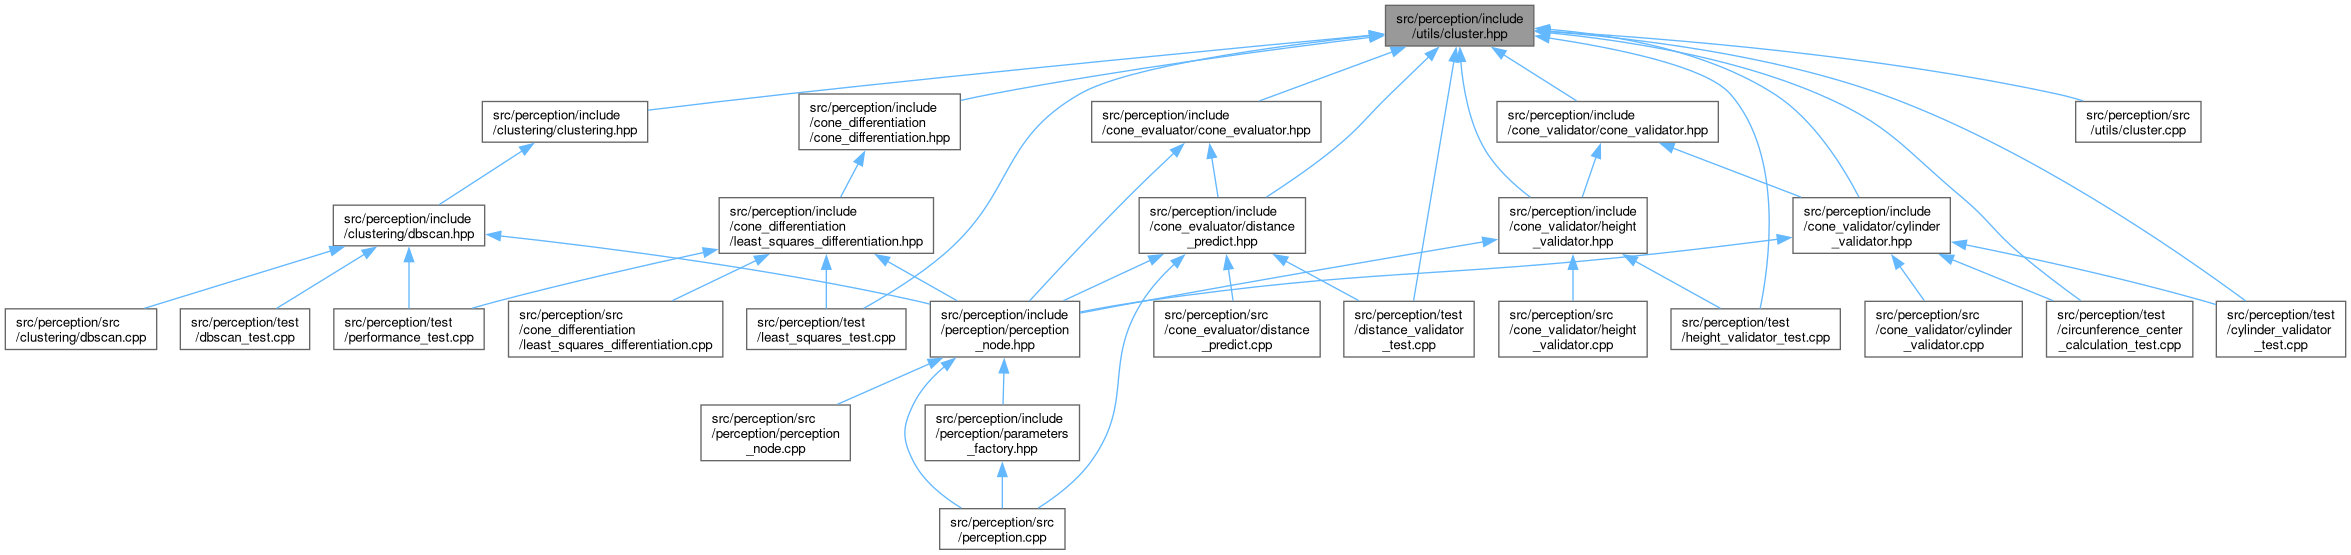 src/perception/include
/utils/cluster.hpp
src/perception/include
/clustering/clustering.hpp
src/perception/include
/cone_differentiation
/cone_differentiation.hpp
src/perception/include
/cone_evaluator/cone_evaluator.hpp
src/perception/include
/cone_validator/cone_validator.hpp
src/perception/src
/utils/cluster.cpp
src/perception/include
/clustering/dbscan.hpp
src/perception/include
/cone_differentiation
/least_squares_differentiation.hpp
src/perception/include
/cone_evaluator/distance
_predict.hpp
src/perception/include
/cone_validator/height
_validator.hpp
src/perception/include
/cone_validator/cylinder
_validator.hpp
src/perception/src
/clustering/dbscan.cpp
src/perception/test
/dbscan_test.cpp
src/perception/test
/performance_test.cpp
src/perception/src
/cone_differentiation
/least_squares_differentiation.cpp
src/perception/test
/least_squares_test.cpp
src/perception/include
/perception/perception
_node.hpp
src/perception/src
/cone_evaluator/distance
_predict.cpp
src/perception/test
/distance_validator
_test.cpp
src/perception/src
/cone_validator/height
_validator.cpp
src/perception/test
/height_validator_test.cpp
src/perception/src
/cone_validator/cylinder
_validator.cpp
src/perception/test
/circunference_center
_calculation_test.cpp
src/perception/test
/cylinder_validator
_test.cpp
src/perception/src
/perception/perception
_node.cpp
src/perception/include
/perception/parameters
_factory.hpp
src/perception/src
/perception.cpp